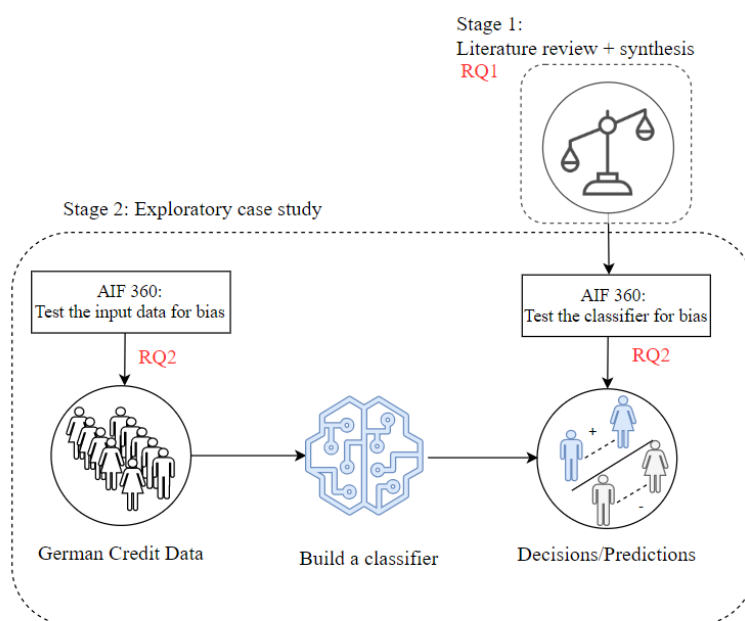 Stage 1:
Literature review + synthesis
RQ1
Stage 2: Exploratory case study
AIF 360:
Test the input data for bias
AIF 360:
Test the classifier for bias
RQ2
RQ2
+
-
German Credit Data
Build a classifier
Decisions/Predictions